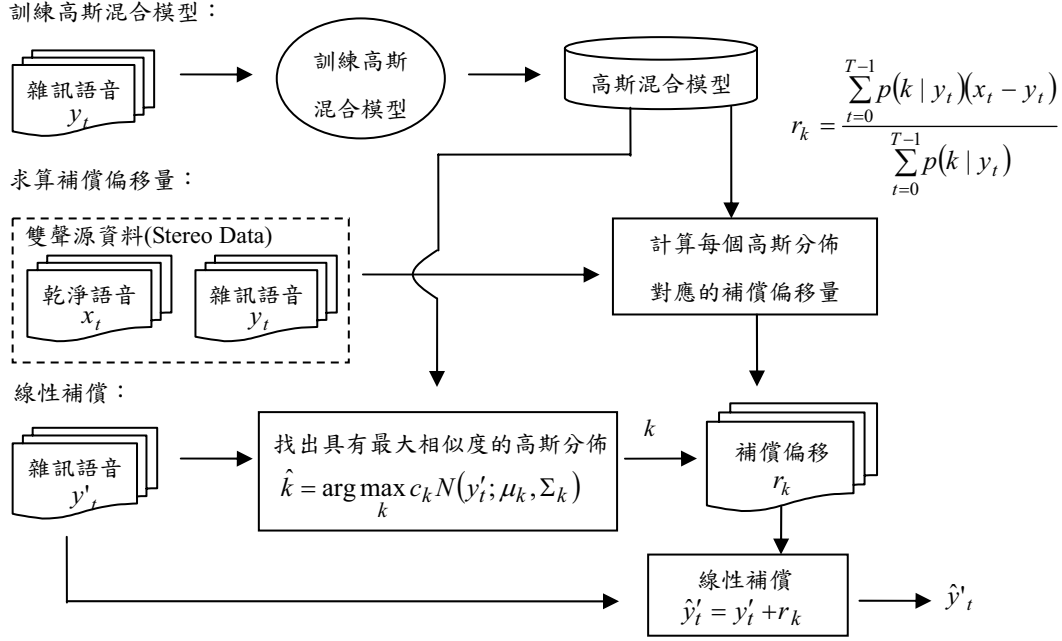 訓練高斯混合模型：
雜訊語音
y_t
訓練高斯
混合模型
高斯混合模型
r_k = \frac{\sum_{t=0}^{T-1} p(k | y_t)(x_t - y_t)}{\sum_{t=0}^{T-1} p(k | y_t)}
求算補償偏移量：
雙聲源資料(Stereo Data)
乾淨語音
x_t
雜訊語音
y_t
計算每個高斯分佈
對應的補償偏移量
線性補償：
雜訊語音
y'_t
找出具有最大相似度的高斯分佈
\hat{k} = \arg\max_k c_k N(y'_t; μ_k, Σ_k)
k
補償偏移
r_k
線性補償
\hat{y}'_t = y'_t + r_k
\hat{y}'_t